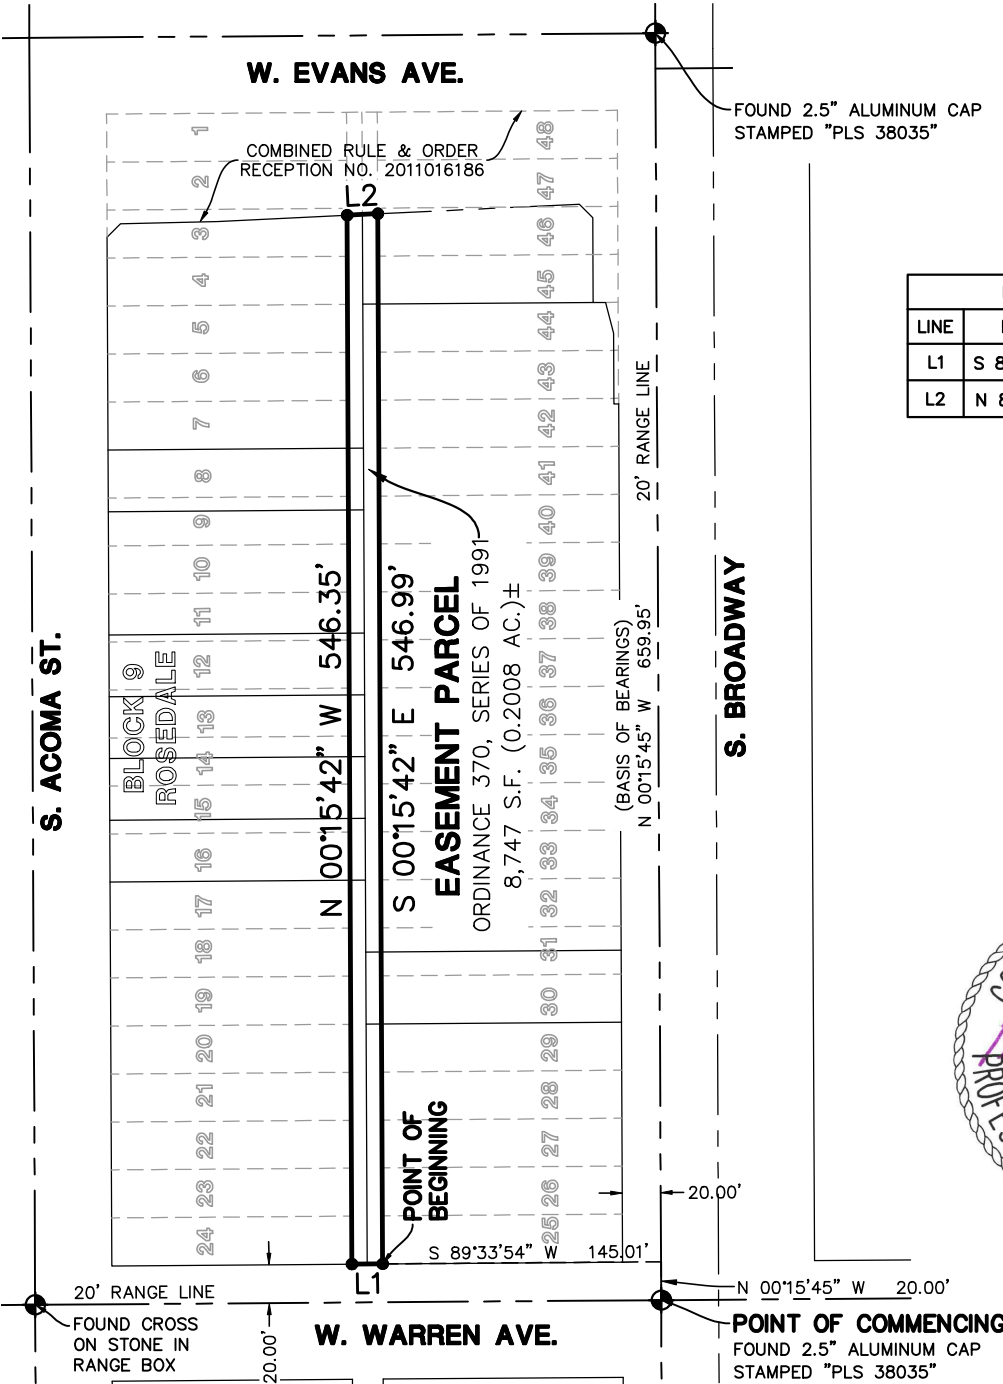 W. EVANS AVE.
FOUND 2.5" ALUMINUM CAP
STAMPED "PLS 38035"
COMBINED RULE & ORDER
RECEPTION NO. 2011016186
L2
1
2
3
4
5
6
7
8
9
10
11
12
13
14
15
16
17
18
19
20
21
22
23
24
48
47
46
45
44
43
42
41
40
39
38
37
36
35
34
33
32
31
30
29
28
27
26
25
LINE
L1 S 8
L2 N 8
20' RANGE LINE
S. ACOMA ST.
BLOCK 9
ROSEDALE
N 00°15'42" W 546.35'
S 00°15'42" E 546.99'
EASEMENT PARCEL
ORDINANCE 370, SERIES OF 1991
8,747 S.F. (0.2008 AC.)±
(BASIS OF BEARINGS)
N 00°15'45" W 659.95'
S. BROADWAY
POINT OF
BEGINNING
20.00'
S 89°33'54" W 145.01'
L1
20' RANGE LINE
N 00°15'45" W 20.00'
FOUND CROSS
ON STONE IN
RANGE BOX
20.00'
W. WARREN AVE.
POINT OF COMMENCING
FOUND 2.5" ALUMINUM CAP
STAMPED "PLS 38035"